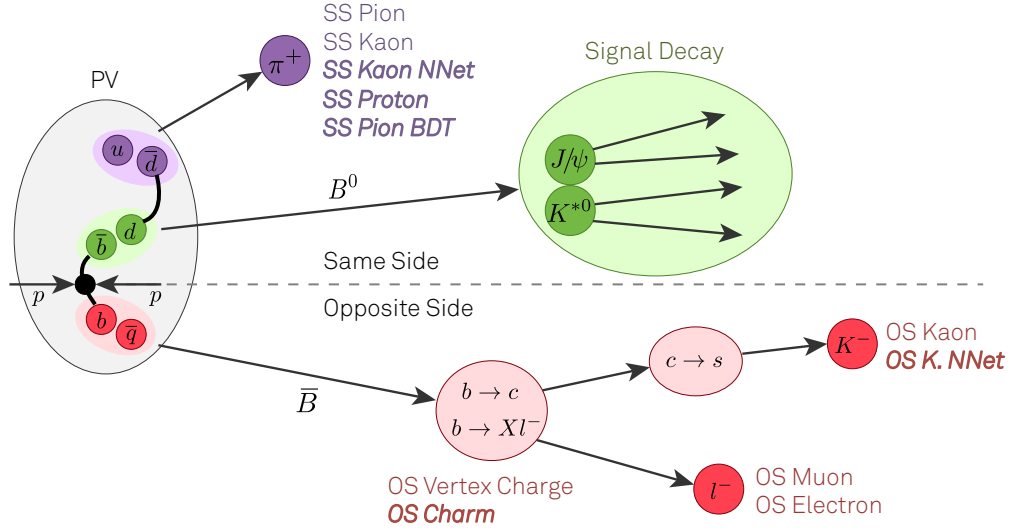 SS Pion
SS Kaon
SS Kaon NNet
SS Proton
SS Pion BDT
π⁺
PV
u
d̅
d
b̅
p
p
b
q̅
B⁰
Signal Decay
J/ψ
K*⁰
Same Side
Opposite Side
B̅
b → c
b → Xl⁻
OS Vertex Charge
OS Charm
c → s
K⁻
OS Kaon
OS K. NNet
l⁻
OS Muon
OS Electron